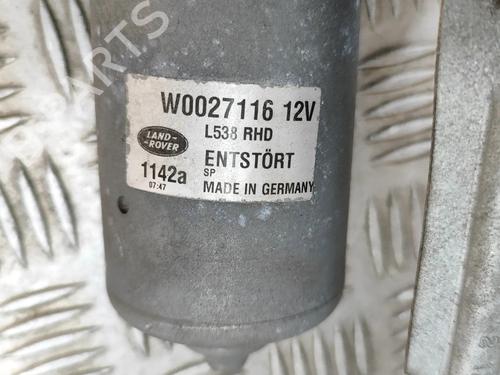 W0027116 12V
L538 RHD
LAND-
ROVER
ENTSTÖRT
1142a
SP
07:47
MADE IN GERMANY